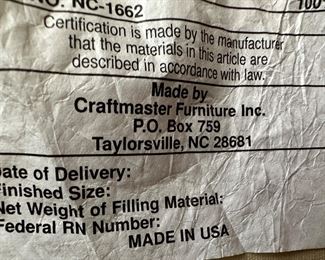 NO. NC-1662 100
Certification is made by the manufacturer
that the materials in this article are
described in accordance with law.
Made by
Craftmaster Furniture Inc.
P.O. Box 759
Taylorsville, NC 28681
Date of Delivery:
Finished Size:
Net Weight of Filling Material:
Federal RN Number:
MADE IN USA